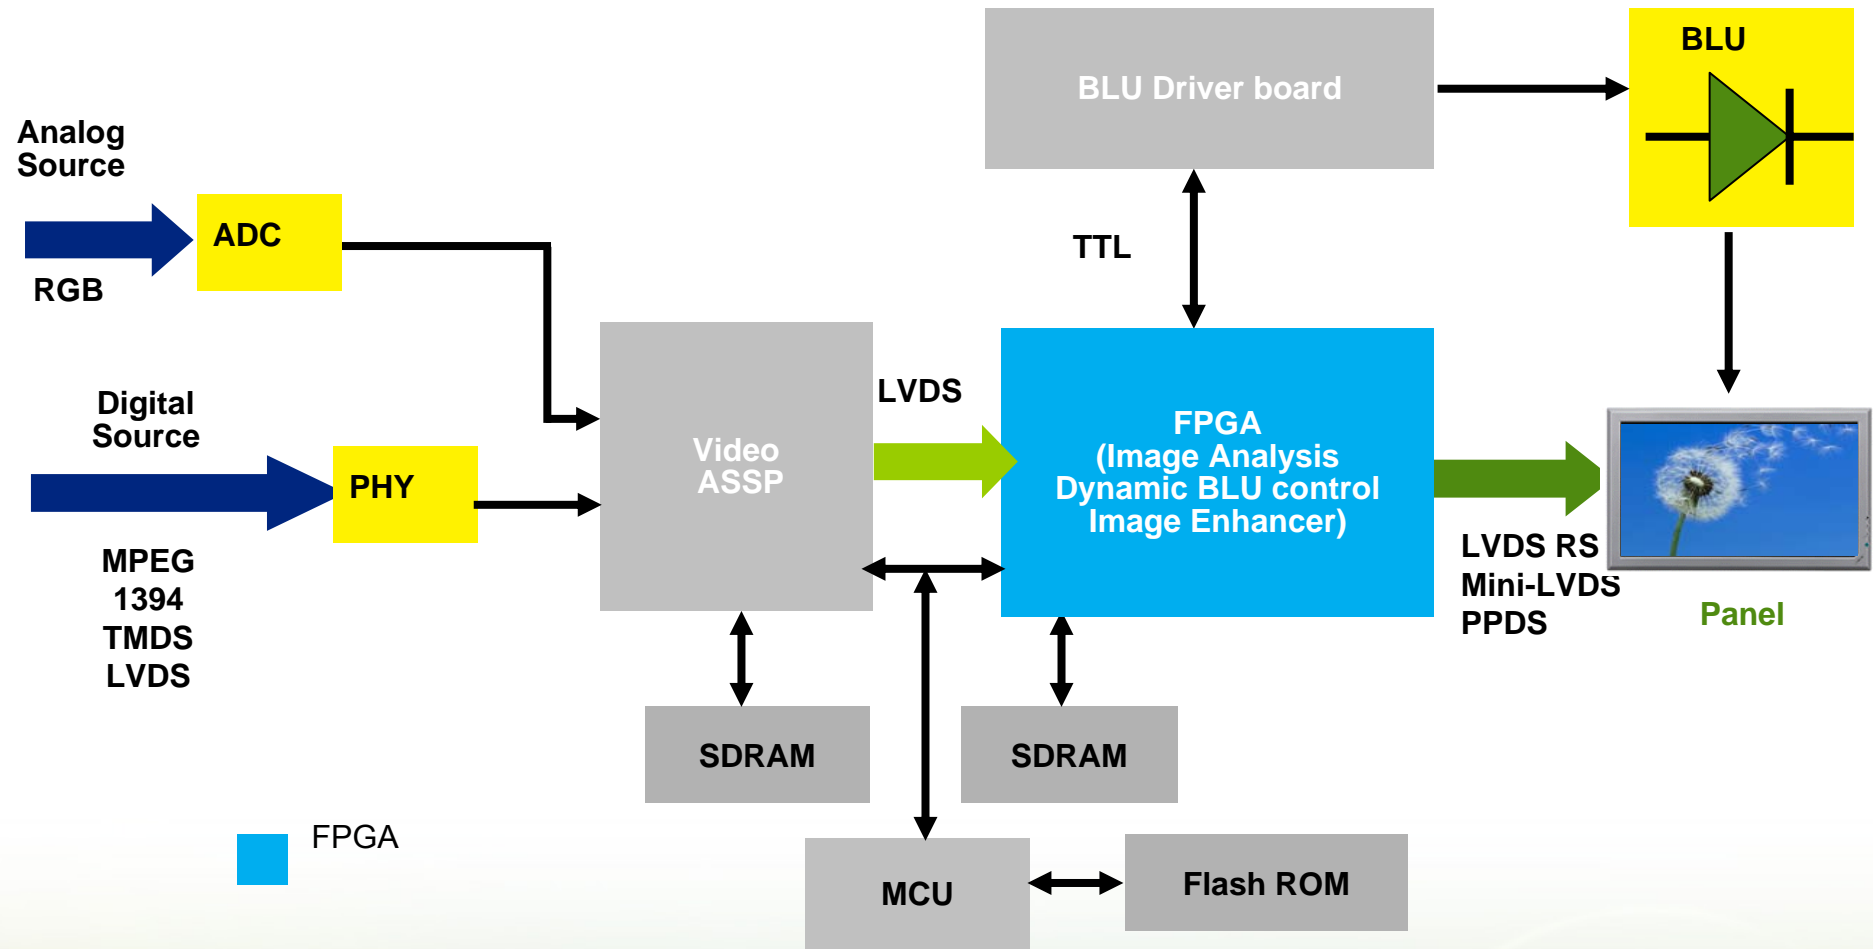 BLU
BLU Driver board
Analog
Source
ADC
RGB
TTL
LVDS
Digital
Source
PHY
MPEG
1394
TMDS
LVDS
Video
ASSP
FPGA
(Image Analysis
Dynamic BLU control
Image Enhancer)
LVDS RS
Mini-LVDS
PPDS
Panel
SDRAM
SDRAM
FPGA
MCU
Flash ROM